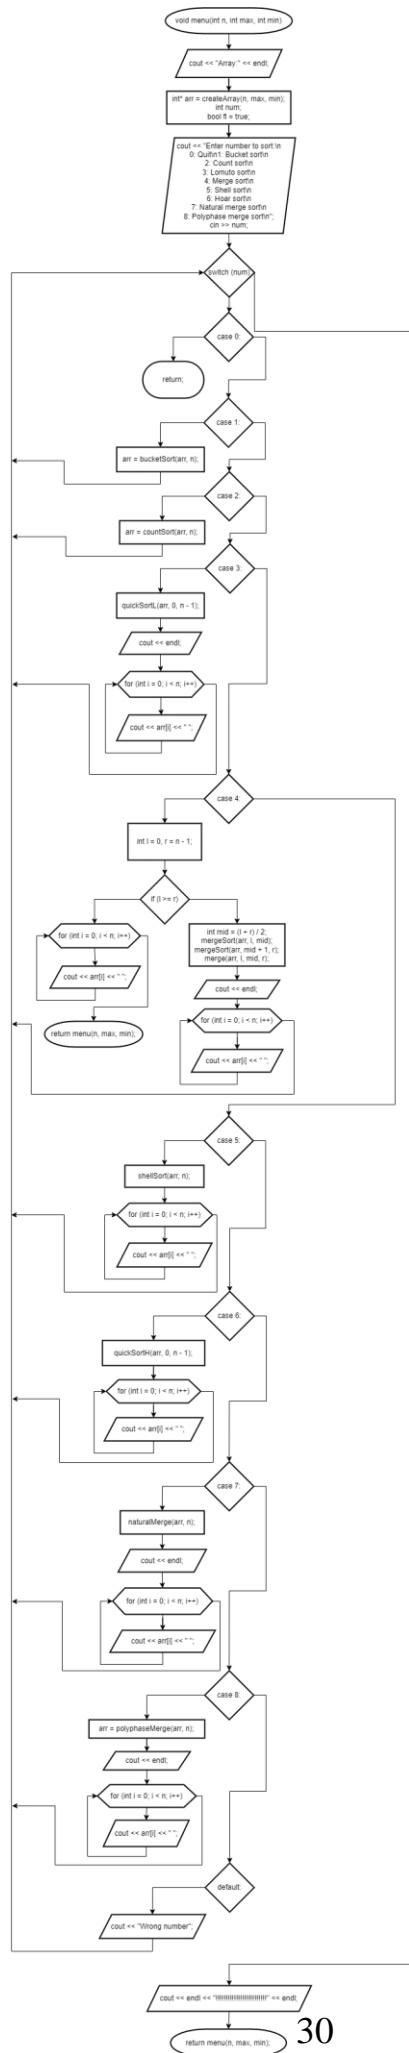 void menu(int n, int max, int min)
cout << "Array:" << endl;
int* arr = createArray(n, max, min);
int num;
bool fl = true;
cout << "Enter number to sort:\n
0: Quit\n1: Bucket sort\n
2: Count sort\n
3: Lomuto sort\n
4: Merge sort\n
5: Shell sort\n
6: Hoar sort\n
7: Natural merge sort\n
8: Polyphase merge sort\n";
cin >> num;
switch (num)
case 0:
return;
case 1:
arr = bucketSort(arr, n);
case 2:
arr = countSort(arr, n);
case 3:
quickSortL(arr, 0, n - 1);
cout << endl;
for (int i = 0; i < n; i++)
cout << arr[i] << " ";
case 4:
int l = 0, r = n - 1;
if (l >= r)
for (int i = 0; i < n; i++)
cout << arr[i] << " ";
return menu(n, max, min);
int mid = (l + r) / 2;
mergeSort(arr, l, mid);
mergeSort(arr, mid + 1, r);
merge(arr, l, mid, r);
cout << endl;
for (int i = 0; i < n; i++)
cout << arr[i] << " ";
case 5:
shellSort(arr, n);
for (int i = 0; i < n; i++)
cout << arr[i] << " ";
case 6:
quickSortH(arr, 0, n - 1);
for (int i = 0; i < n; i++)
cout << arr[i] << " ";
case 7:
naturalMerge(arr, n);
cout << endl;
for (int i = 0; i < n; i++)
cout << arr[i] << " ";
case 8:
arr = polyphaseMerge(arr, n);
cout << endl;
for (int i = 0; i < n; i++)
cout << arr[i] << " ";
default:
cout << "Wrong number";
cout << endl << << endl;
return menu(n, max, min);
30